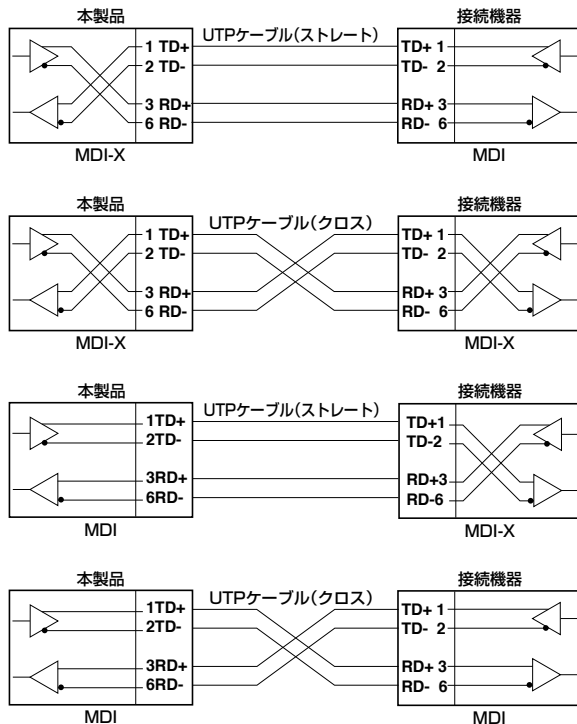 本製品
接続機器
UTPケーブル(ストレート)
1 TD+
TD+ 1
2 TD-
TD- 2
3 RD+
RD+ 3
6 RD-
RD- 6
MDI-X
MDI
本製品
接続機器
UTPケーブル(クロス)
1 TD+
TD+ 1
2 TD-
TD- 2
3 RD+
RD+ 3
6 RD-
RD- 6
MDI-X
MDI-X
本製品
接続機器
UTPケーブル(ストレート)
1TD+
TD+1
2TD-
TD-2
3RD+
RD+3
6RD-
RD-6
MDI
MDI-X
本製品
接続機器
UTPケーブル(クロス)
1TD+
TD+ 1
2TD-
TD- 2
3RD+
RD+ 3
6RD-
RD- 6
MDI
MDI